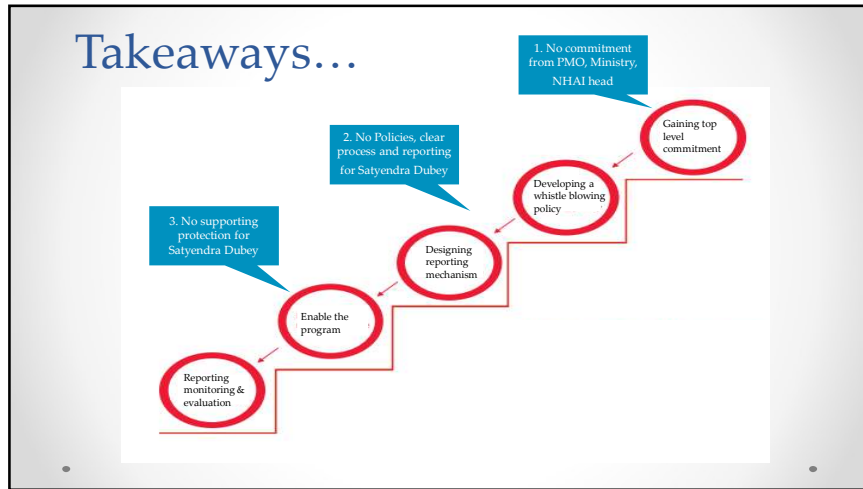 Takeaways…
1. No commitment
from PMO, Ministry,
NHAI head
Gaining top
level
commitment
2. No Policies, clear
process and reporting
for Satyendra Dubey
Developing a
whistle blowing
policy
3. No supporting
protection for
Satyendra Dubey
Designing
reporting
mechanism
Enable the
program
Reporting
monitoring &
evaluation